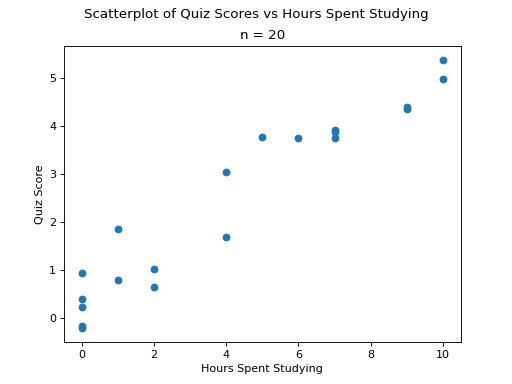 Scatterplot of Quiz Scores vs Hours Spent Studying
n = 20
5
4
3
2
1
0
Quiz Score
0 2 4 6 8 10
Hours Spent Studying